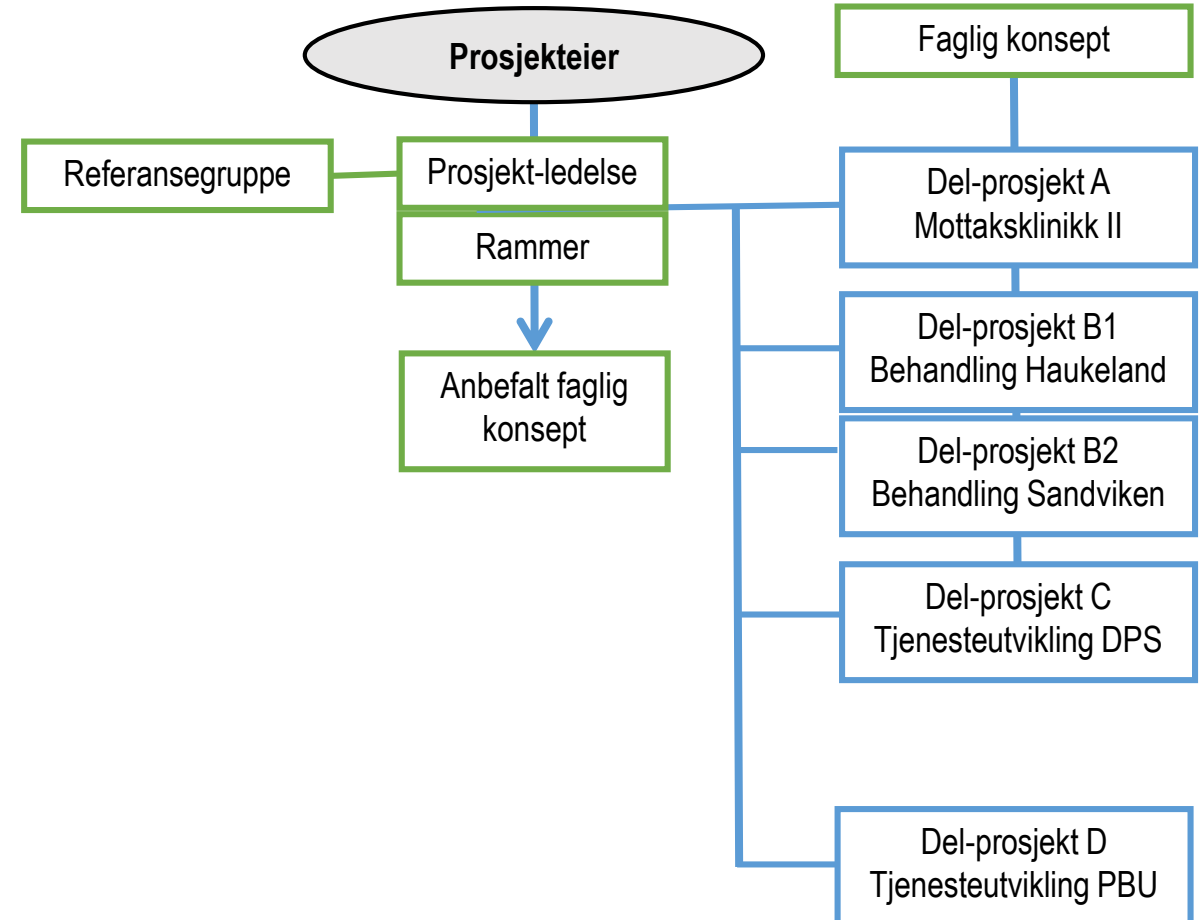 Prosjekteier
Faglig konsept
Referansegruppe
Prosjekt-ledelse
Rammer
Anbefalt faglig
konsept
Del-prosjekt A
Mottaksklinikk II
Del-prosjekt B1
Behandling Haukeland
Del-prosjekt B2
Behandling Sandviken
Del-prosjekt C
Tjenesteutvikling DPS
Del-prosjekt D
Tjenesteutvikling PBU